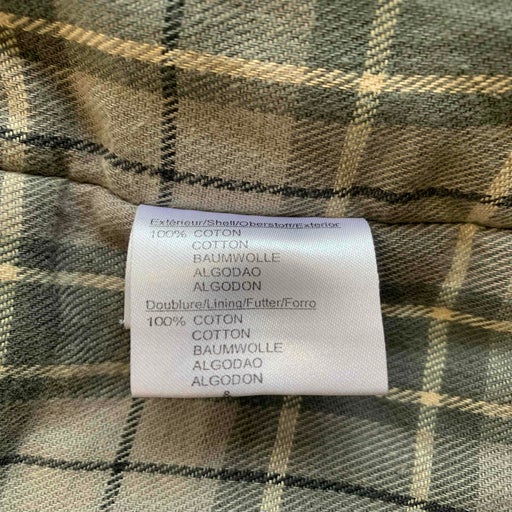 Extérieur/Shell/Oberstoff/Exterior
100% COTON
COTTON
BAUMWOLLE
ALGODAO
ALGODON
Doublure/Lining/Futter/Forro
100% COTON
COTTON
BAUMWOLLE
ALGODAO
ALGODON